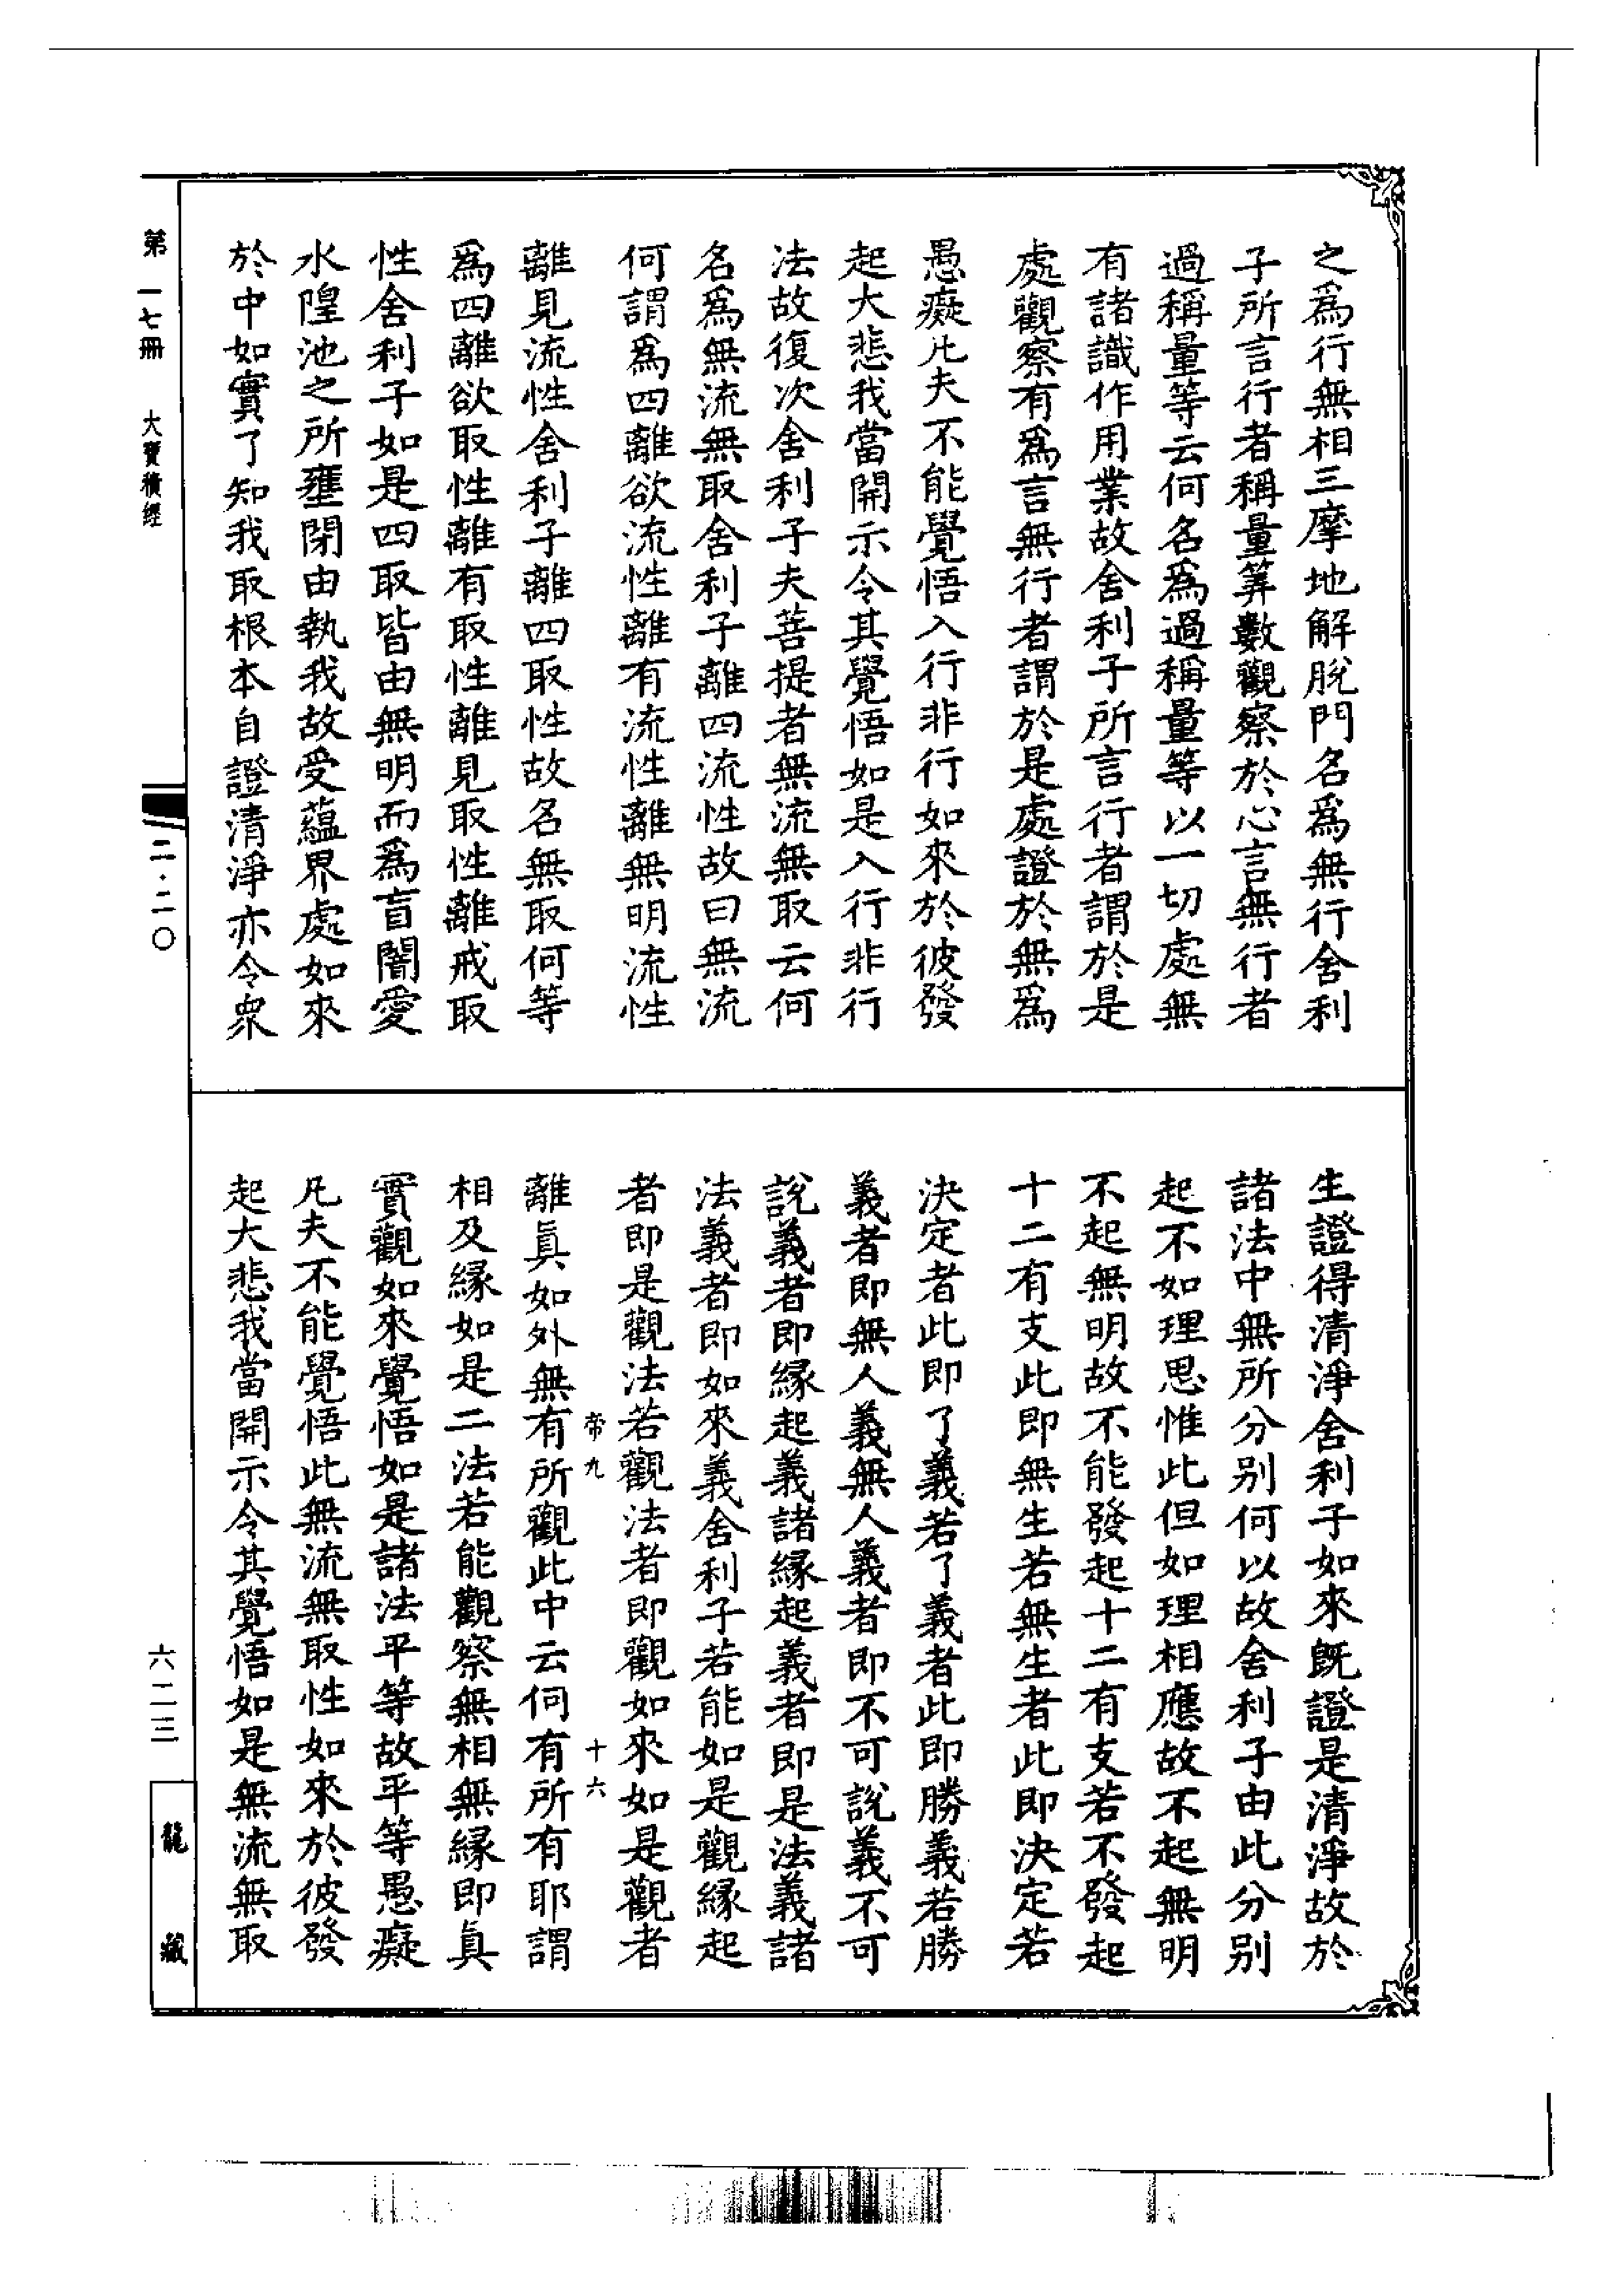 之爲行無相三摩地解脫門名爲無行舍利
子所言行者稱量筭數觀察於心言無行者
過稱量等云何名爲過稱量等以一切處無
有諸識作用業故舍利子所言行者謂於是
處觀察有爲言無行者謂於是處證於無爲
愚癡凡夫不能覺悟入行非行如來於彼發
起大悲我當開示令其覺悟如是入行非行
法故復次舍利子夫菩提者無流無取云何
名爲無流無取舍利子離四流性故曰無流
何謂爲四離欲流性離有流性離無明流性
離見流性舍利子離四取性故名無取何等
爲四離欲取性離有取性離見取性離戒取
性舍利子如是四取皆由無明而爲盲闇愛
水隍池之所壅閉由執我故受蘊界處如來
於中如實了知我取根本自證清淨亦令衆
生證得清淨舍利子如來既證是清淨故於
諸法中無所分别何以故舍利子由此分别
起不如理思惟此但如理相應故不起無明
不起無明故不能發起十二有支若不發起
十二有支此即無生若無生者此即決定若
決定者此即了義若了義者此即勝義若勝
義者即無人義無人義者即不可說義不可
說義者即緣起義諸緣起義者即是法義諸
法義者即如來義舍利子若能如是觀緣起
者即是觀法若觀法者即觀如來如是觀者
帝九 十六
離眞如外無有所觀此中云何有所有耶謂
相及緣如是二法若能觀察無相無緣即眞
實觀如來覺悟如是諸法平等故平等愚癡
凡夫不能覺悟此無流無取性如來於彼發
起大悲我當開示令其覺悟如是無流無取
第一七冊 大寶積經
二·二〇
六二三
龍藏